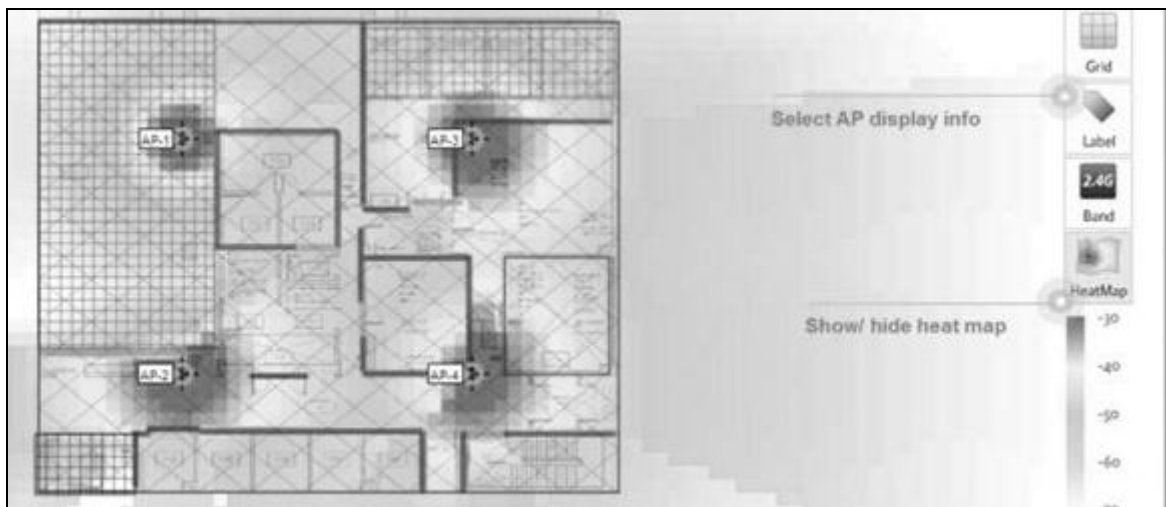 Grid
Select AP display info
Label
AP-1
AP-3
2.4G
Band
HeatMap
Show/ hide heat map
-30
AP-2
AP-4
-40
-50
-60